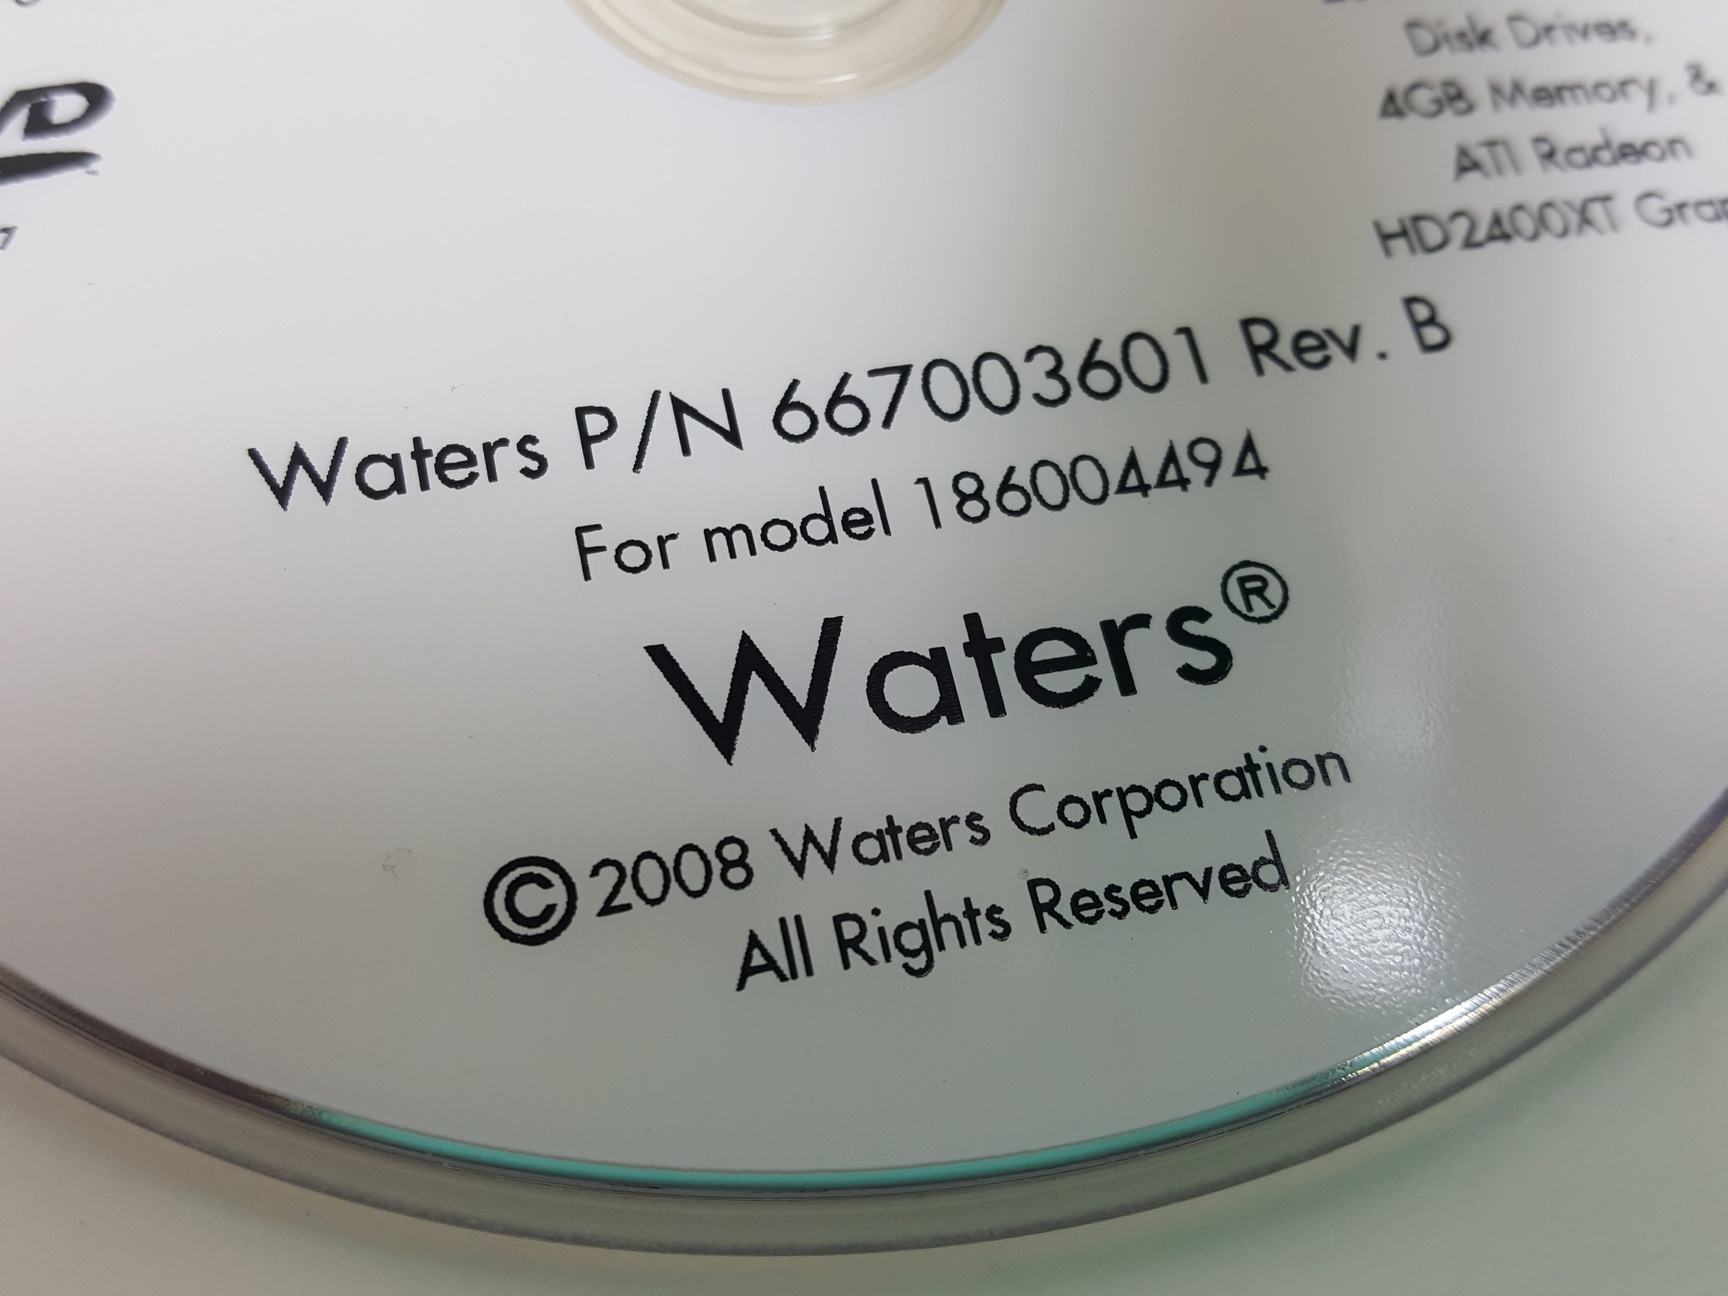 Disk Drives,
4GB Memory, &
ATI Radeon
HD2400XT
Waters P/N 667003601 Rev. B
For model 186004494
Waters®
©2008 Waters Corporation
All Rights Reserved